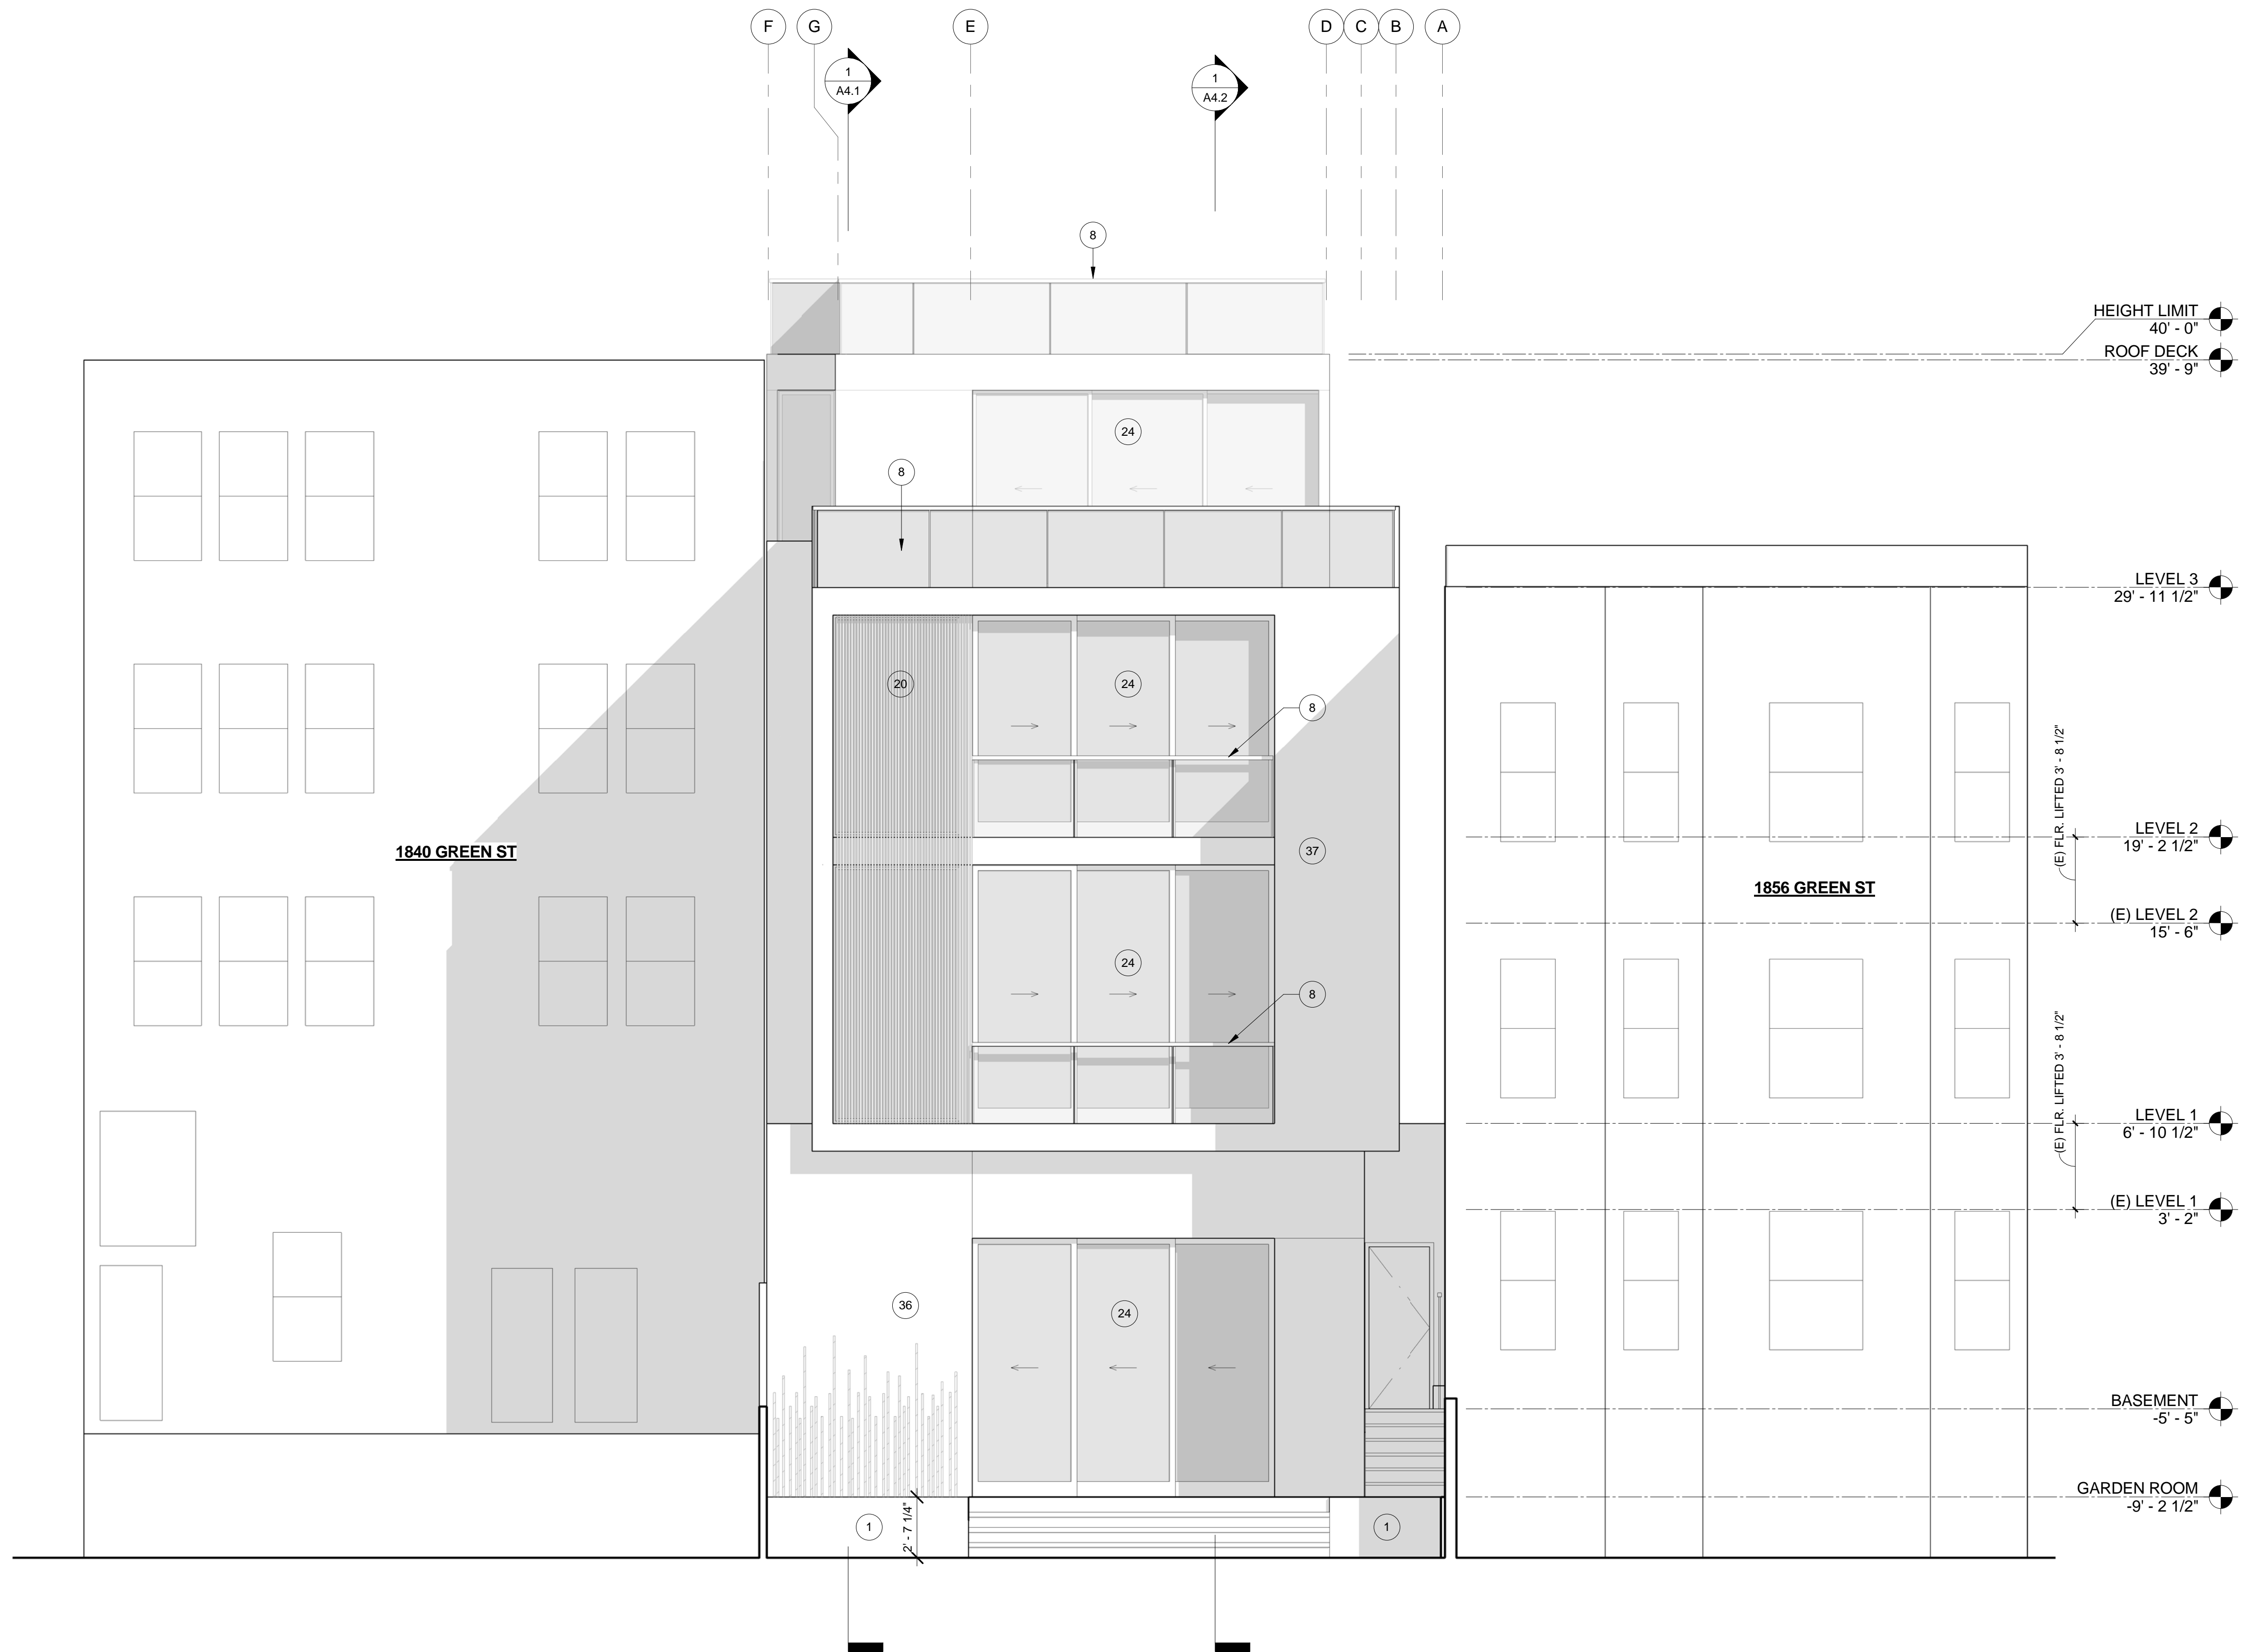 F G E D C B A
1
A4.1
1
A4.2
8
HEIGHT LIMIT
40' - 0"
ROOF DECK
39' - 9"
24
8
LEVEL 3
29' - 11 1/2"
20
24
8
(E) FLR. LIFTED 3' - 8 1/2"
LEVEL 2
19' - 2 1/2"
1840 GREEN ST
37
1856 GREEN ST
(E) LEVEL 2
15' - 6"
24
8
(E) FLR. LIFTED 3' - 8 1/2"
LEVEL 1
6' - 10 1/2"
(E) LEVEL 1
3' - 2"
36
24
BASEMENT
-5' - 5"
GARDEN ROOM
-9' - 2 1/2"
1
2' - 7 1/4"
1